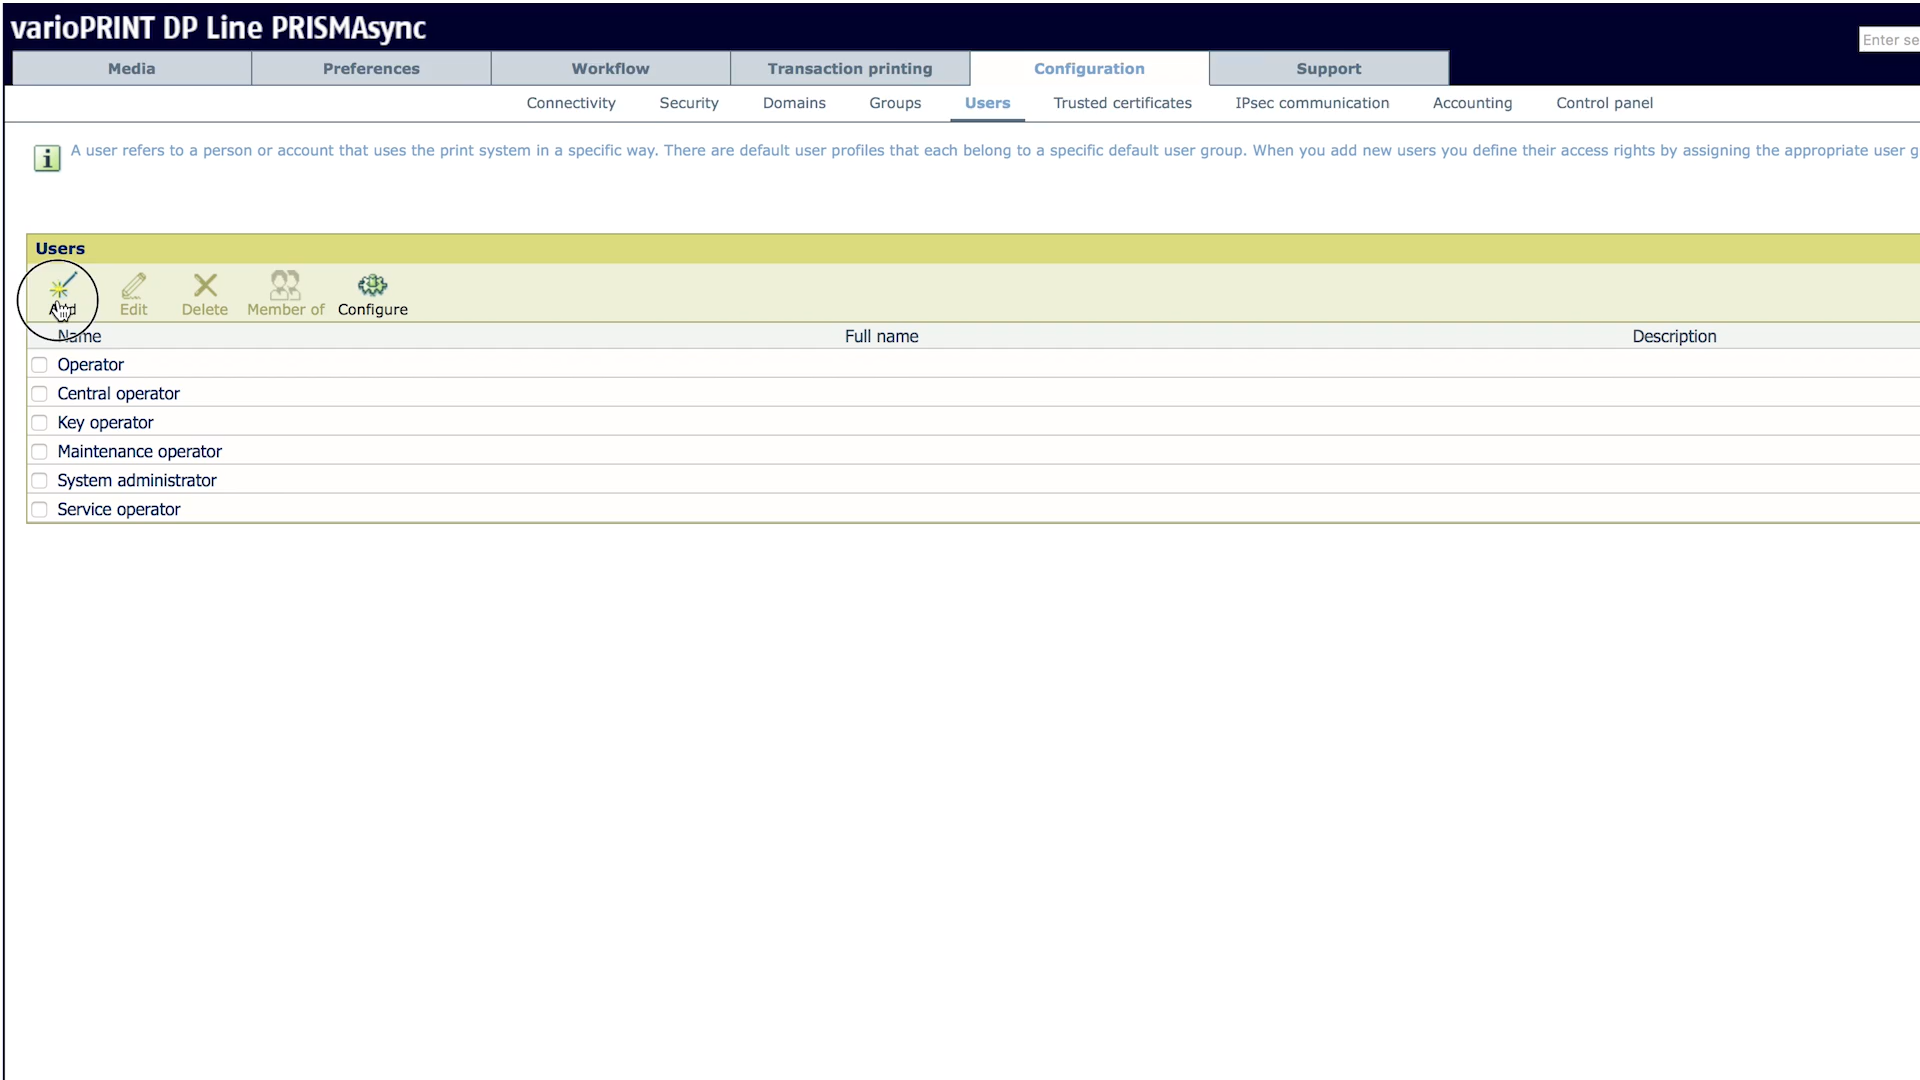 varioPRINT DP Line PRISMAsync
Enter se
Media Preferences Workflow Transaction printing Configuration Support
Connectivity Security Domains Groups Users Trusted certificates IPsec communication Accounting Control panel
A user refers to a person or account that uses the print system in a specific way. There are default user profiles that each belong to a specific default user group. When you add new users you define their access rights by assigning the appropriate user g
Users
Add Edit Delete Member of Configure
Name Full name Description
Operator
Central operator
Key operator
Maintenance operator
System administrator
Service operator